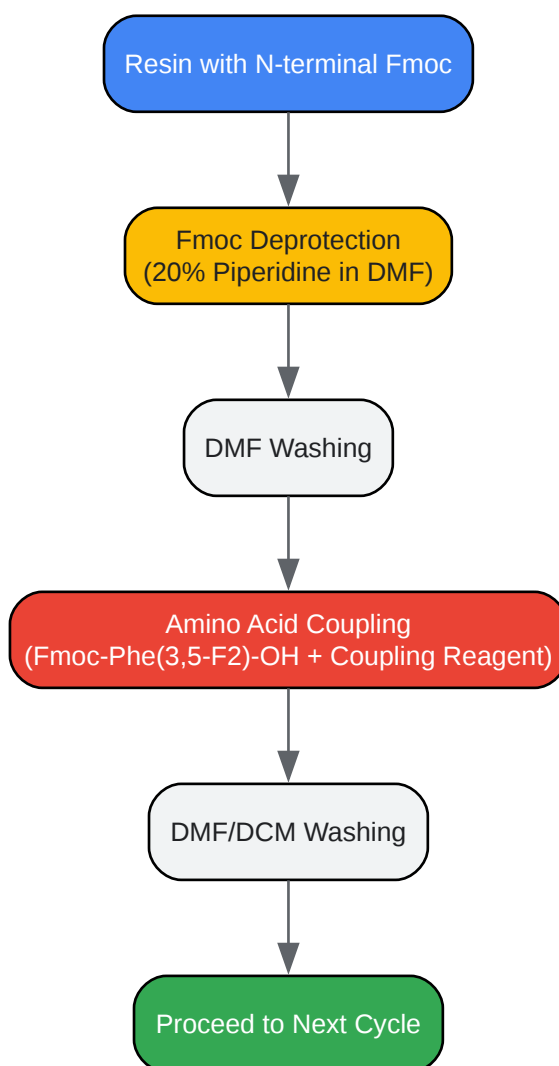 Resin with N-terminal Fmoc
Fmoc Deprotection
(20% Piperidine in DMF)
DMF Washing
Amino Acid Coupling
(Fmoc-Phe(3,5-F2)-OH + Coupling Reagent)
DMF/DCM Washing
Proceed to Next Cycle